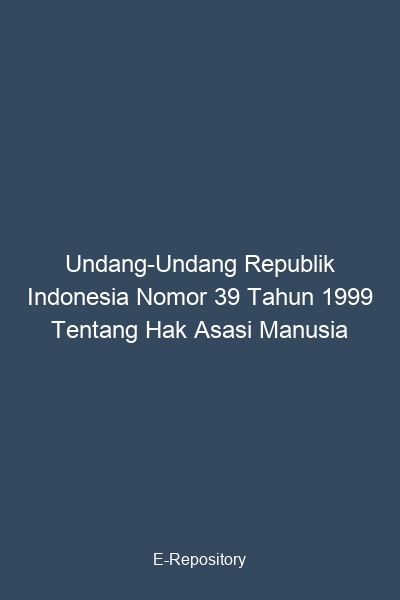 Undang-Undang Republik
Indonesia Nomor 39 Tahun 1999
Tentang Hak Asasi Manusia
E-Repository